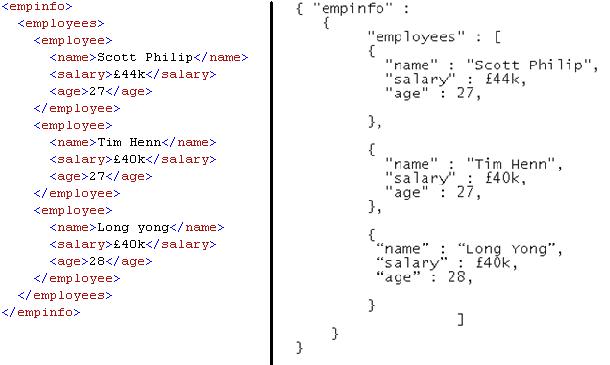 <empinfo>
<employees>
<employee>
<name>Scott Philip</name>
<salary>£44k</salary>
<age>27</age>
</employee>
<employee>
<name>Tim Henn</name>
<salary>£40k</salary>
<age>27</age>
</employee>
<employee>
<name>Long yong</name>
<salary>£40k</salary>
<age>28</age>
</employee>
</employees>
</empinfo>
{ "empinfo" :
{
"employees" : [
{
"name" : "Scott Philip",
"salary" : £44k,
"age" : 27,
},
{
"name" : "Tim Henn",
"salary" : £40k,
"age" : 27,
},
{
“name” : “Long Yong”,
“salary” : £40k,
“age” : 28,
}
]
}
}